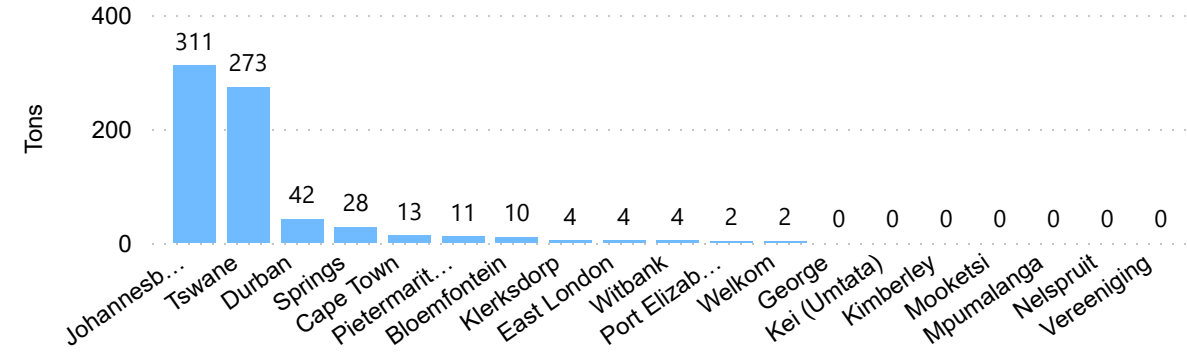 400
311
273
Tons
200
42
28
13
11
10
4
4
4
2
2
0
0
0
0
0
0
0
0
Johannesb...
Tswane
Durban
Springs
Cape Town
Pietermarit...
Bloemfontein
Klerksdorp
East London
Witbank
Port Elizab...
Welkom
George
Kei (Umtata)
Kimberley
Mooketsi
Mpumalanga
Nelspruit
Vereeniging